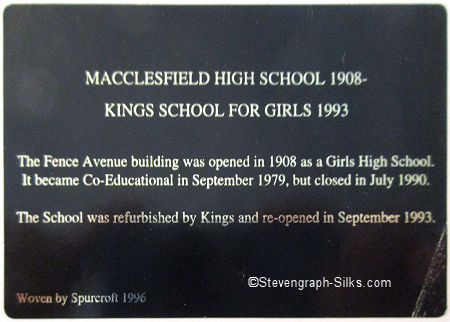 MACCLESFIELD HIGH SCHOOL 1908-
KINGS SCHOOL FOR GIRLS 1993
The Fence Avenue building was opened in 1908 as a Girls High School.
It became Co-Educational in September 1979, but closed in July 1990.
The School was refurbished by Kings and re-opened in September 1993.
©Stevengraph-Silks.com
Woven by Spurcroft 1996